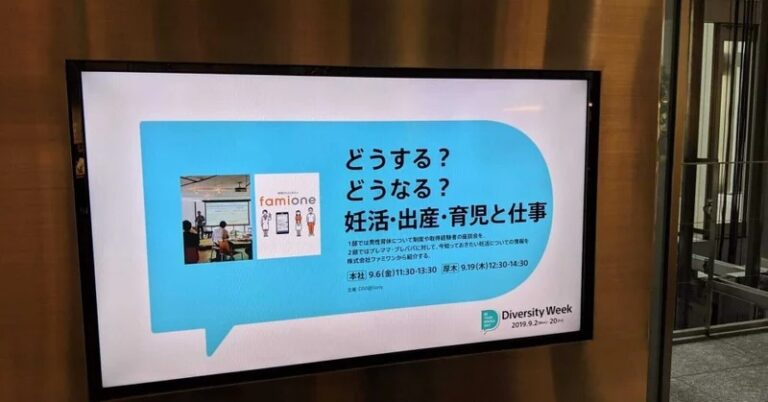 どうする？
どうなる？
妊活・出産・育児と仕事
famione
1部では男性育休について制度や取得経験者の座談会を、
2部ではプレママ・プレパパに対して、今知っておきたい妊活についての情報を
株式会社ファミワンから紹介する。
本社 9.6(金)11:30-13:30 厚木 9.19(木)12:30-14:30
主催
Diversity Week
2019.9.2(Mon) 20(Fri)